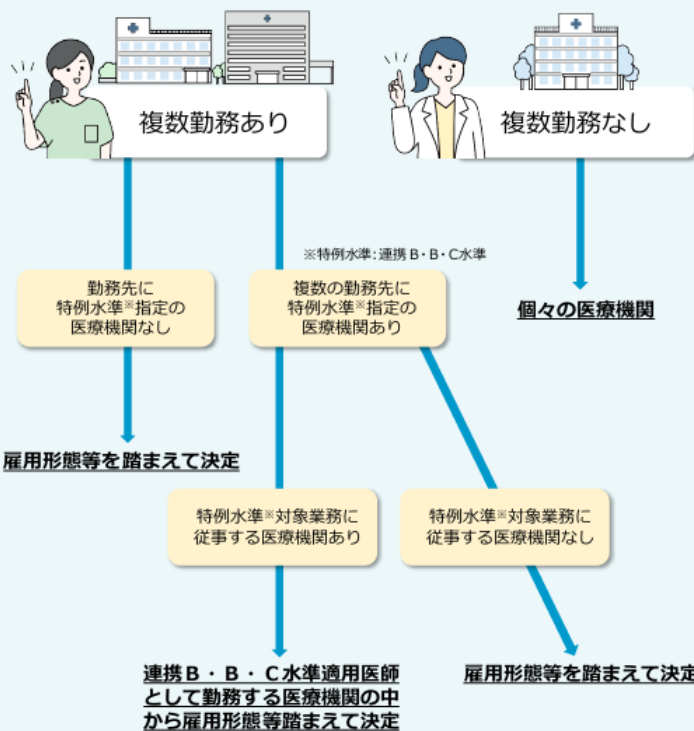 複数勤務あり
複数勤務なし
※特例水準：連携B・B・C水準
勤務先に
特例水準※指定の
医療機関なし
複数の勤務先に
特例水準※指定の
医療機関あり
個々の医療機関
雇用形態等を踏まえて決定
特例水準※対象業務に
従事する医療機関あり
特例水準※対象業務に
従事する医療機関なし
連携B・B・C水準適用医師
として勤務する医療機関の中
から雇用形態等踏まえて決定
雇用形態等を踏まえて決定